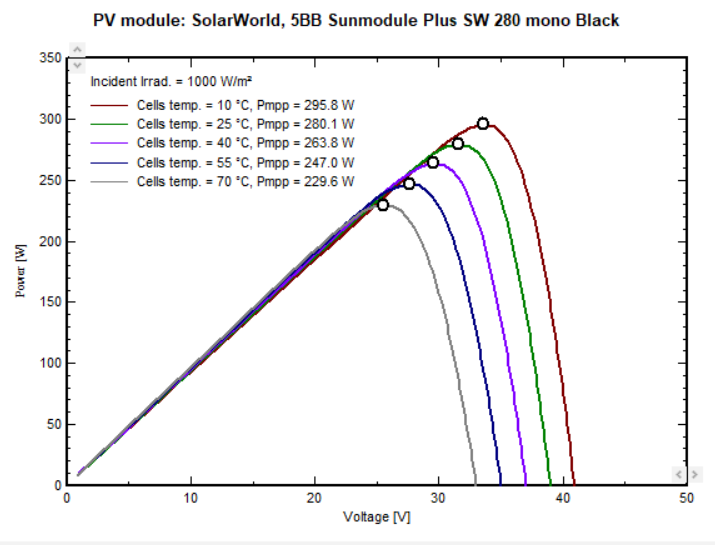 PV module: SolarWorld, 5BB Sunmodule Plus SW 280 mono Black
350
Incident Irrad. = 1000 W/m²
Cells temp. = 10 °C, Pmpp = 295.8 W
300
Cells temp. = 25 °C, Pmpp = 280.1 W
Cells temp. = 40 °C, Pmpp = 263.8 W
250
Cells temp. = 55 °C, Pmpp = 247.0 W
Cells temp. = 70 °C, Pmpp = 229.6 W
200
Power [W]
150
100
50
0
0 10 20 30 40 50
Voltage [V]